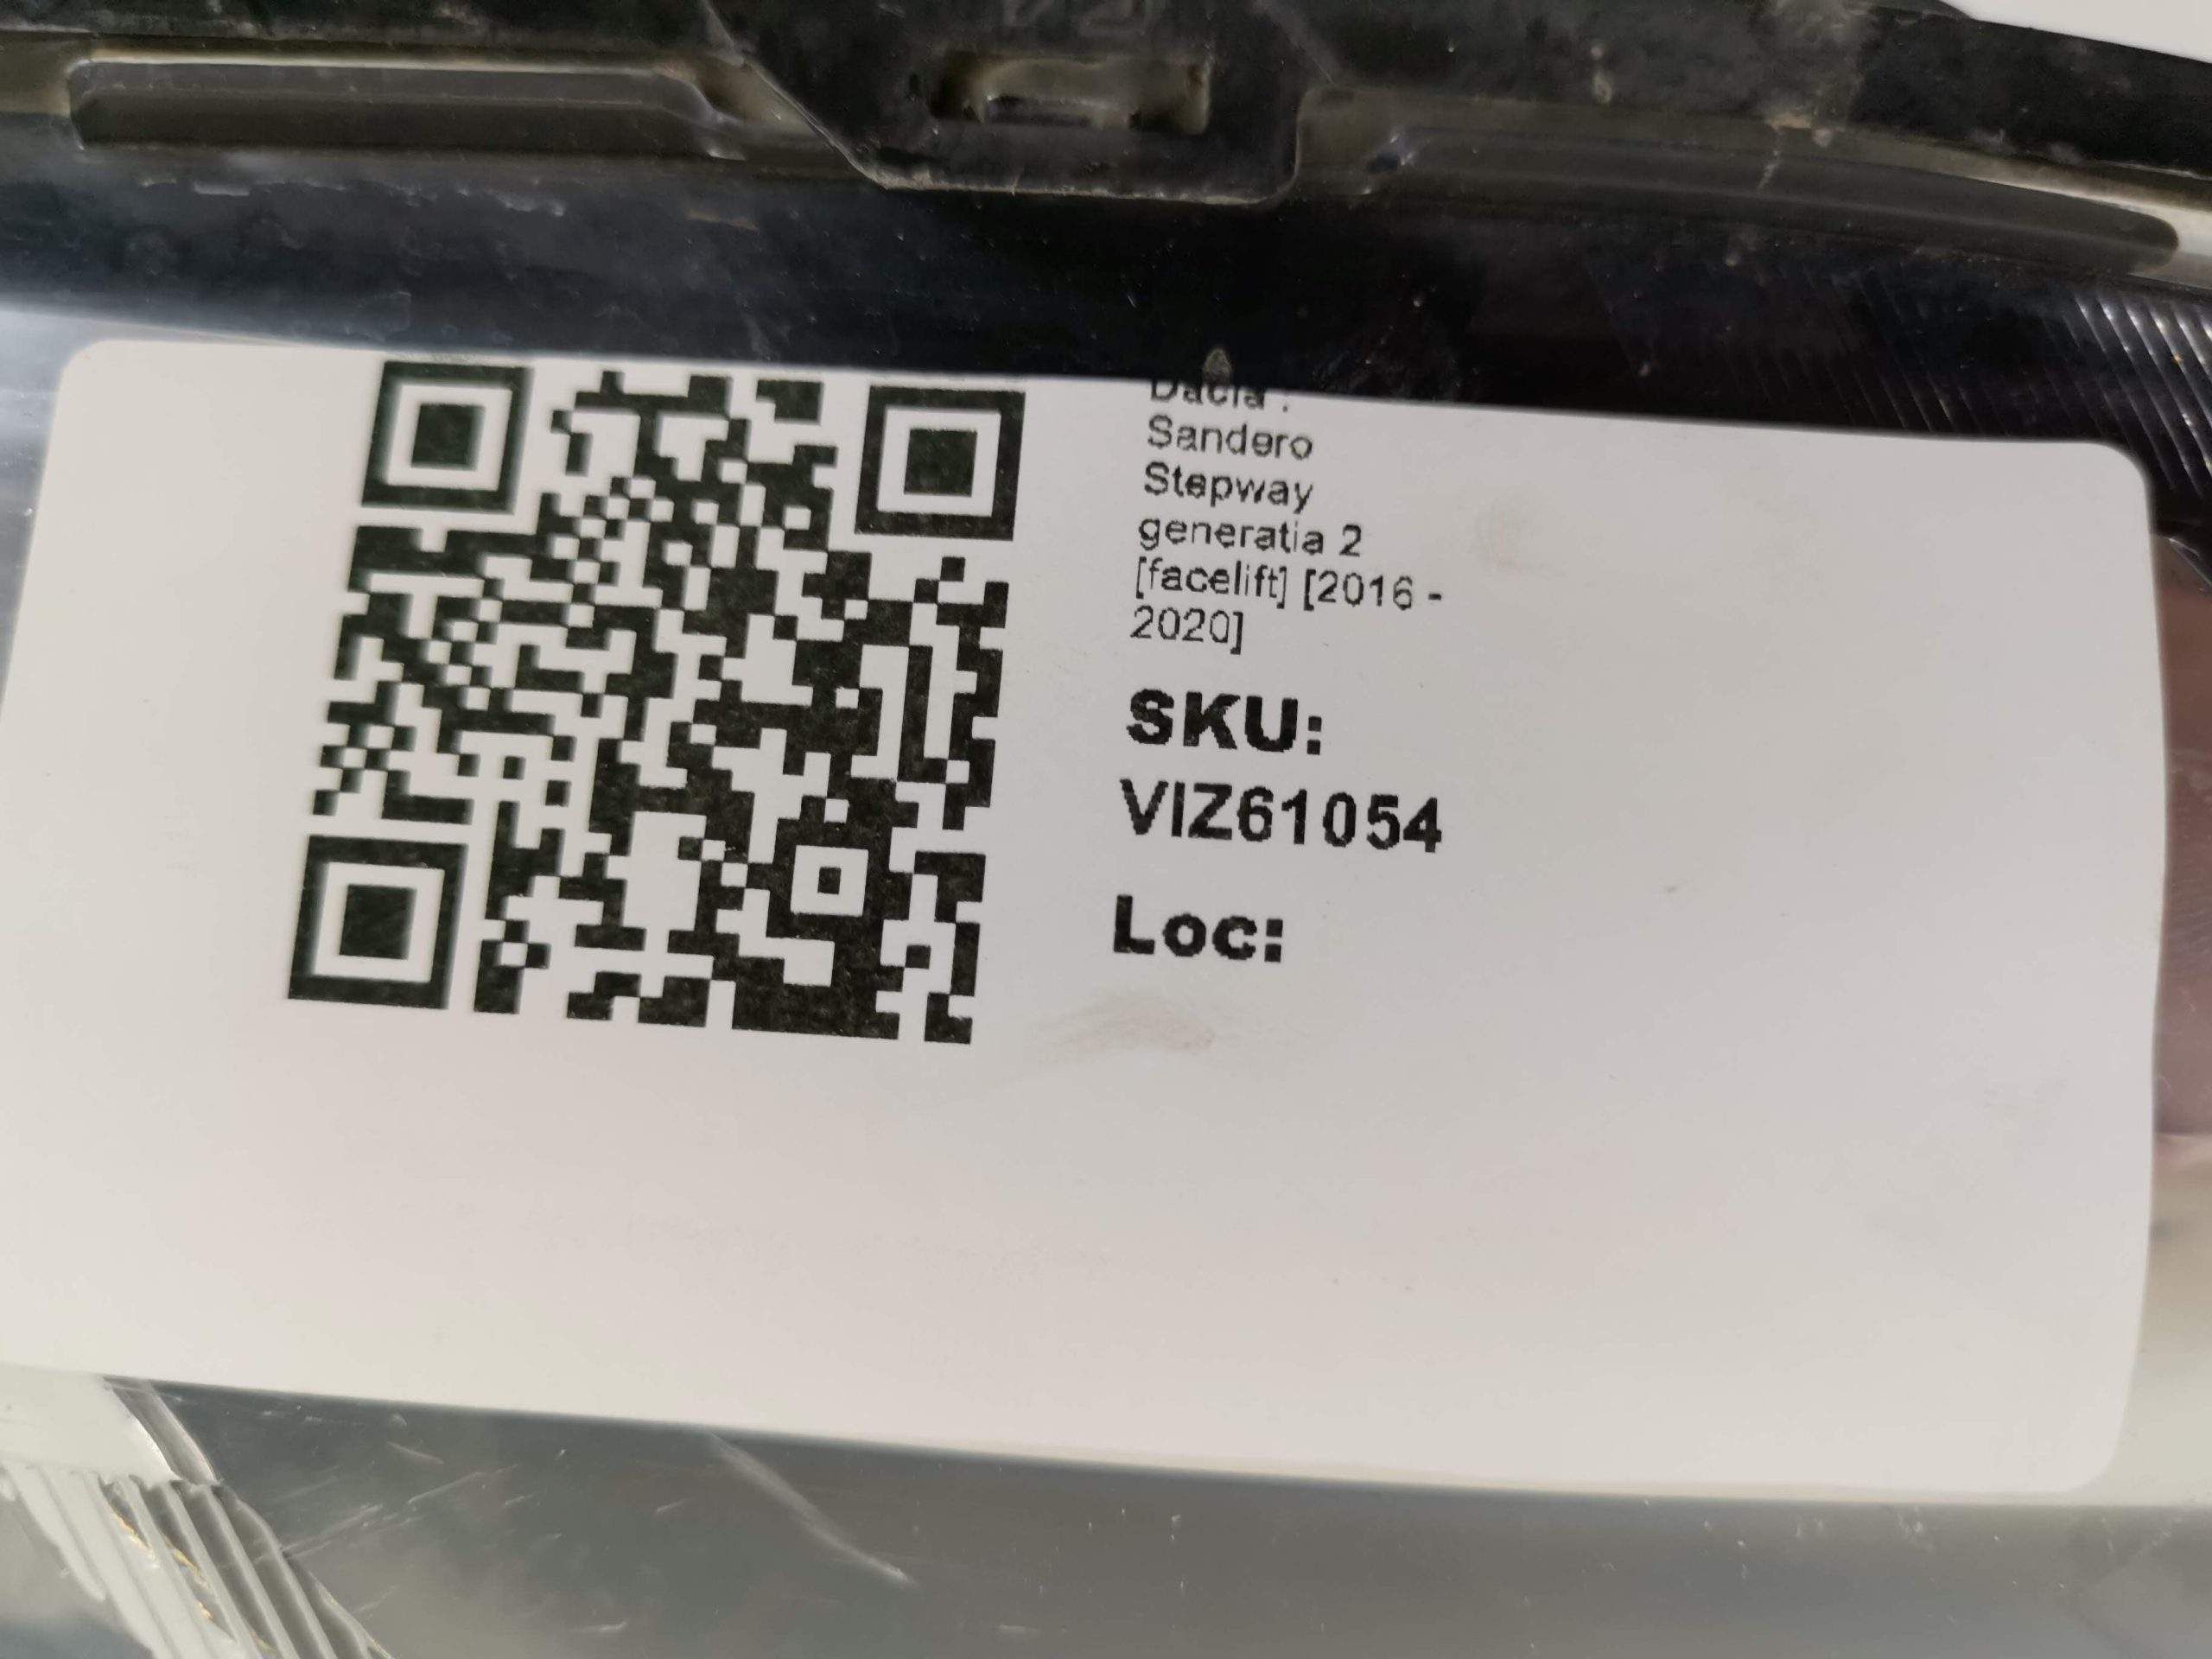 Dacia :
Sandero
Stepway
generatia 2
[facelift] [2016 -
2020]
SKU:
VIZ61054
Loc: